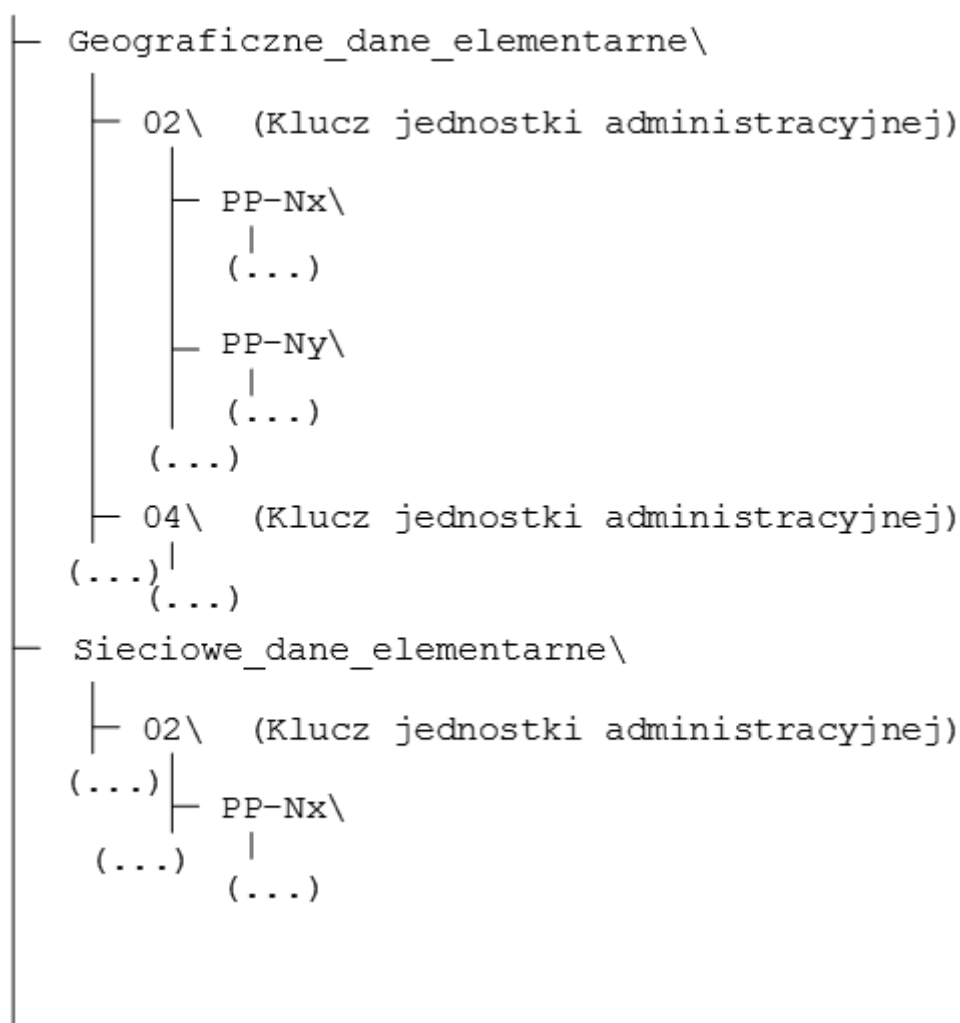 Geograficzne_dane_elementarne\
02\ (Klucz jednostki administracyjnej)
PP-Nx\
(...)
PP-Ny\
(...)
(...)
04\ (Klucz jednostki administracyjnej)
(...)
(...)
Sieciowe_dane_elementarne\
02\ (Klucz jednostki administracyjnej)
(...)
PP-Nx\
(...)
(...)